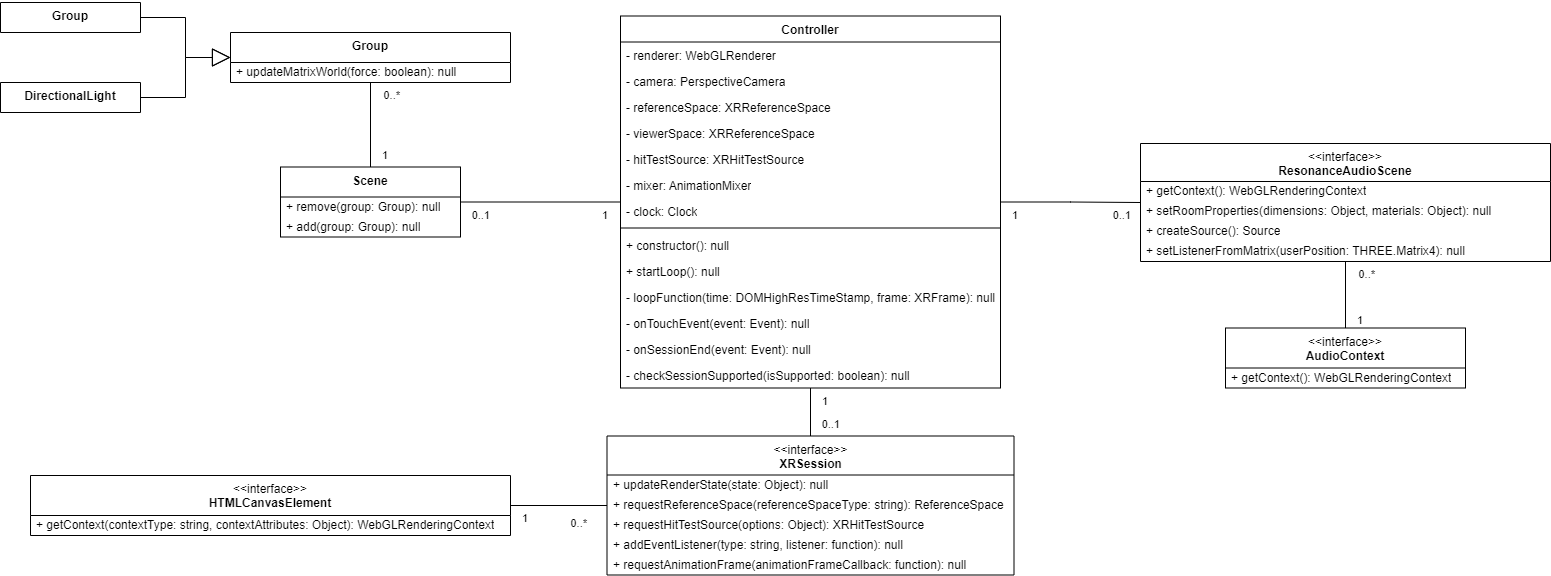 Group
DirectionalLight
Group
+ updateMatrixWorld(force: boolean): null
0..*
1
Scene
+ remove(group: Group): null
+ add(group: Group): null
0..1
1
Controller
- renderer: WebGLRenderer
- camera: PerspectiveCamera
- referenceSpace: XRReferenceSpace
- viewerSpace: XRReferenceSpace
- hitTestSource: XRHitTestSource
- mixer: AnimationMixer
- clock: Clock
+ constructor(): null
+ startLoop(): null
- loopFunction(time: DOMHighResTimeStamp, frame: XRFrame): null
- onTouchEvent(event: Event): null
- onSessionEnd(event: Event): null
- checkSessionSupported(isSupported: boolean): null
1
0..1
<<interface>>
ResonanceAudioScene
+ getContext(): WebGLRenderingContext
+ setRoomProperties(dimensions: Object, materials: Object): null
+ createSource(): Source
+ setListenerFromMatrix(userPosition: THREE.Matrix4): null
0..*
1
<<interface>>
AudioContext
+ getContext(): WebGLRenderingContext
1
0..1
<<interface>>
XRSession
+ updateRenderState(state: Object): null
+ requestReferenceSpace(referenceSpaceType: string): ReferenceSpace
+ requestHitTestSource(options: Object): XRHitTestSource
+ addEventListener(type: string, listener: function): null
+ requestAnimationFrame(animationFrameCallback: function): null
<<interface>>
HTMLCanvasElement
+ getContext(contextType: string, contextAttributes: Object): WebGLRenderingContext
1
0..*